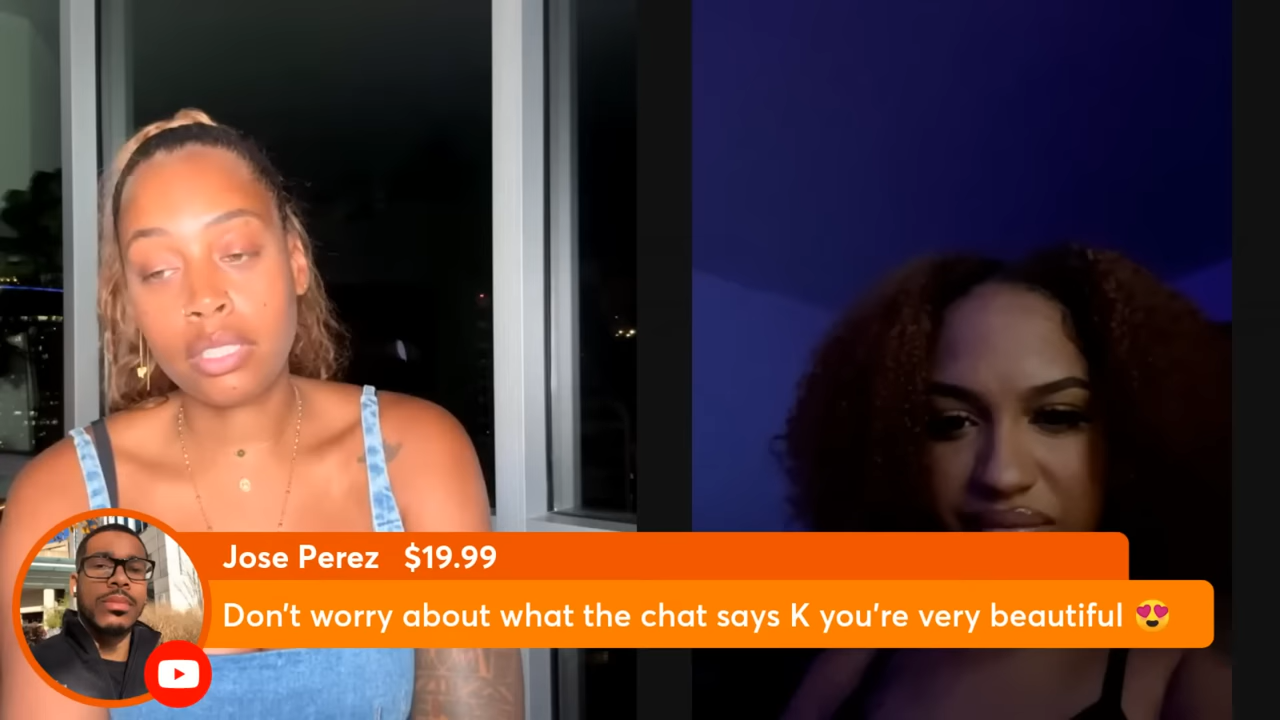 Jose Perez $19.99
Don't worry about what the chat says K you're very beautiful 😍